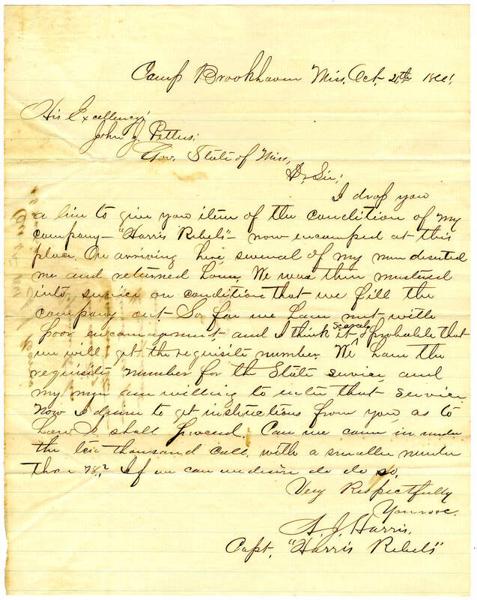 Camp Brookhaven Miss, Oct. 1861
His Excellency
John J Pettus.
Gov. State of Miss,
D, Sir;
I drop you
a line to give you item of the condition of my
company - "Harris Rebels" - now encamped at this
place. On arriving here several of my men deserted
me and returned home, We was then mustered
into service on conditions that we fill the
company out. So far we have met with
poor encouragement, and I think it scarcely probable that
we will get the requisite number. We have the
requisite number for the State service and
my men are willing to enter that service
Now I desire to get instructions from you as to
how I shall proceed. Can we come in under
the ten thousand call, with a smaller number
than 78? If we can we desire to do so,
Very Respectfully
Yours
A. J. Harris.
Capt, "Harris Rebels"